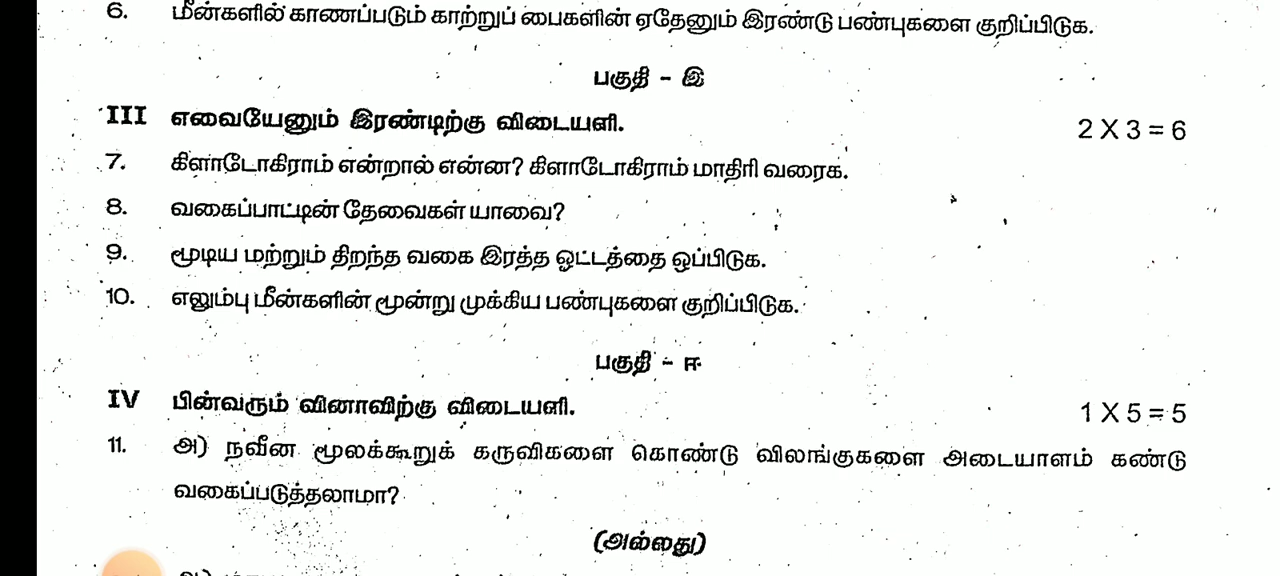 6. மீன்களில் காணப்படும் காற்றுப் பைகளின் ஏதேனும் இரண்டு பண்புகளை குறிப்பிடுக.
பகுதி - இ
III எவையேனும் இரண்டிற்கு விடையளி. 2 X 3 = 6
7. கிளாடோகிராம் என்றால் என்ன? கிளாடோகிராம் மாதிரி வரைக.
8. வகைப்பாட்டின் தேவைகள் யாவை?
9. மூடிய மற்றும் திறந்த வகை இரத்த ஓட்டத்தை ஒப்பிடுக.
10. எலும்பு மீன்களின் மூன்று முக்கிய பண்புகளை குறிப்பிடுக.
பகுதி - ஈ
IV பின்வரும் வினாவிற்கு விடையளி. 1 X 5 = 5
11. அ) நவீன மூலக்கூறுக் கருவிகளை கொண்டு விலங்குகளை அடையாளம் கண்டு
வகைப்படுத்தலாமா?
(அல்லது)